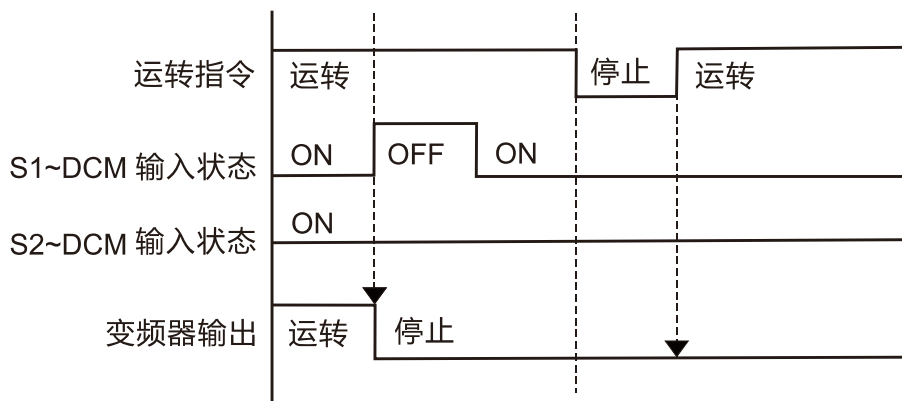 运转指令 运转 停止 运转
S1~DCM 输入状态 ON OFF ON
S2~DCM 输入状态 ON
变频器输出 运转 停止